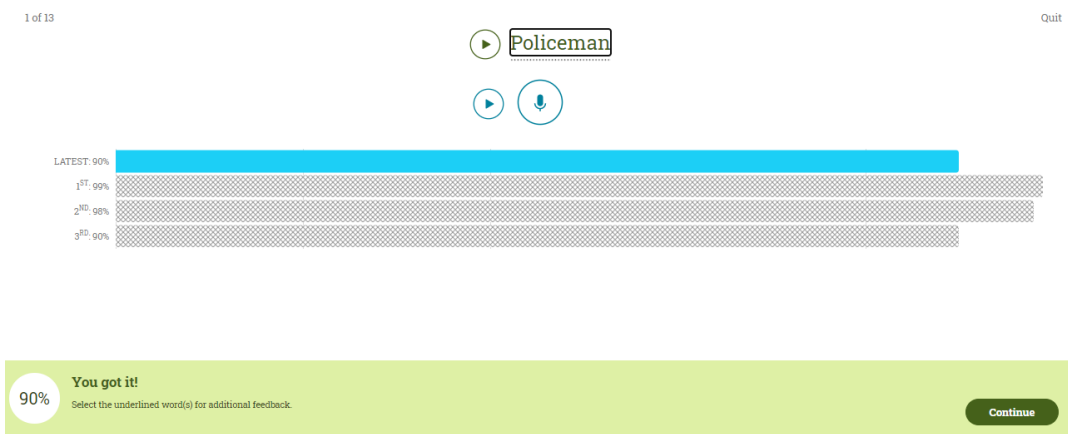 1 of 13
Quit
Policeman
LATEST: 90%
1ST: 99%
2ND: 98%
3RD: 90%
90%
You got it!
Select the underlined word(s) for additional feedback.
Continue